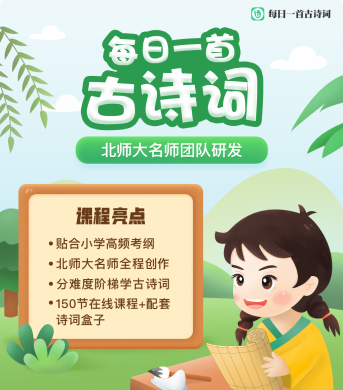 每日一首古诗词
每日一首
古诗词
北师大名师团队研发
课程亮点
•贴合小学高频考纲
•北师大名师全程创作
•分难度阶梯学古诗词
•150节在线课程+配套
诗词盒子